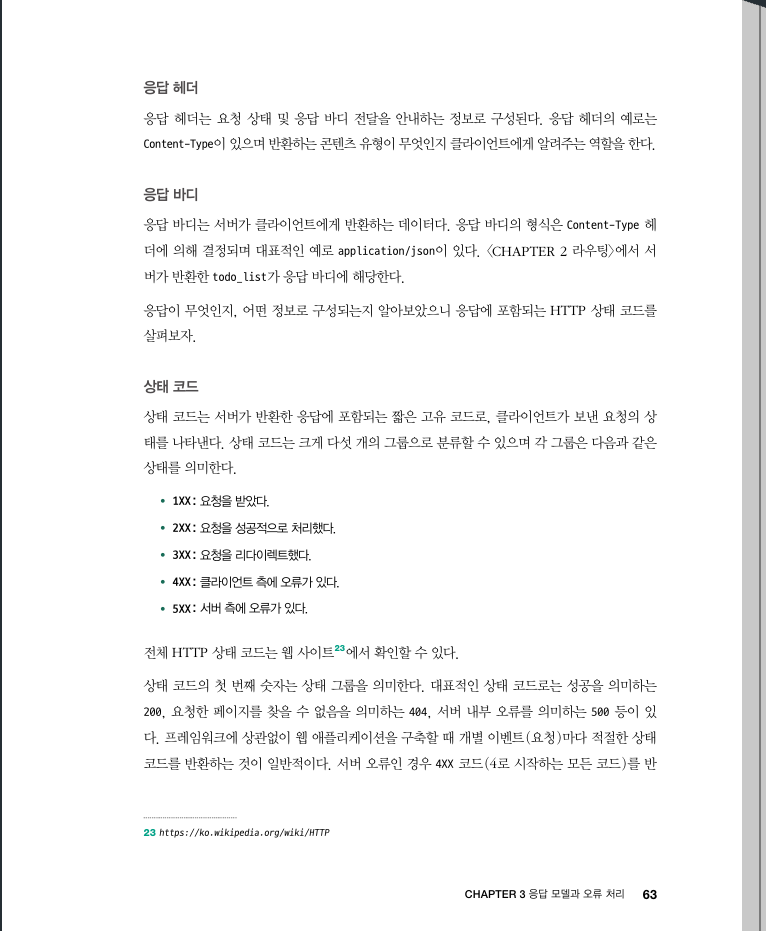 응답 헤더
응답 헤더는 요청 상태 및 응답 바디 전달을 안내하는 정보로 구성된다. 응답 헤더의 예로는
Content-Type이 있으며 반환하는 콘텐츠 유형이 무엇인지 클라이언트에게 알려주는 역할을 한다.
응답 바디
응답 바디는 서버가 클라이언트에게 반환하는 데이터다. 응답 바디의 형식은 Content-Type 헤
더에 의해 결정되며 대표적인 예로 application/json이 있다. 〈CHAPTER 2 라우팅〉에서 서
버가 반환한 todo_list가 응답 바디에 해당한다.
응답이 무엇인지, 어떤 정보로 구성되는지 알아보았으니 응답에 포함되는 HTTP 상태 코드를
살펴보자.
상태 코드
상태 코드는 서버가 반환한 응답에 포함되는 짧은 고유 코드로, 클라이언트가 보낸 요청의 상
태를 나타낸다. 상태 코드는 크게 다섯 개의 그룹으로 분류할 수 있으며 각 그룹은 다음과 같은
상태를 의미한다.
• 1XX: 요청을 받았다.
• 2XX: 요청을 성공적으로 처리했다.
• 3XX: 요청을 리다이렉트했다.
• 4XX: 클라이언트 측에 오류가 있다.
• 5XX: 서버 측에 오류가 있다.
전체 HTTP 상태 코드는 웹 사이트23에서 확인할 수 있다.
상태 코드의 첫 번째 숫자는 상태 그룹을 의미한다. 대표적인 상태 코드로는 성공을 의미하는
200, 요청한 페이지를 찾을 수 없음을 의미하는 404, 서버 내부 오류를 의미하는 500 등이 있
다. 프레임워크에 상관없이 웹 애플리케이션을 구축할 때 개별 이벤트(요청)마다 적절한 상태
코드를 반환하는 것이 일반적이다. 서버 오류인 경우 4XX 코드(4로 시작하는 모든 코드)를 반
23 https://ko.wikipedia.org/wiki/HTTP
CHAPTER 3 응답 모델과 오류 처리 63